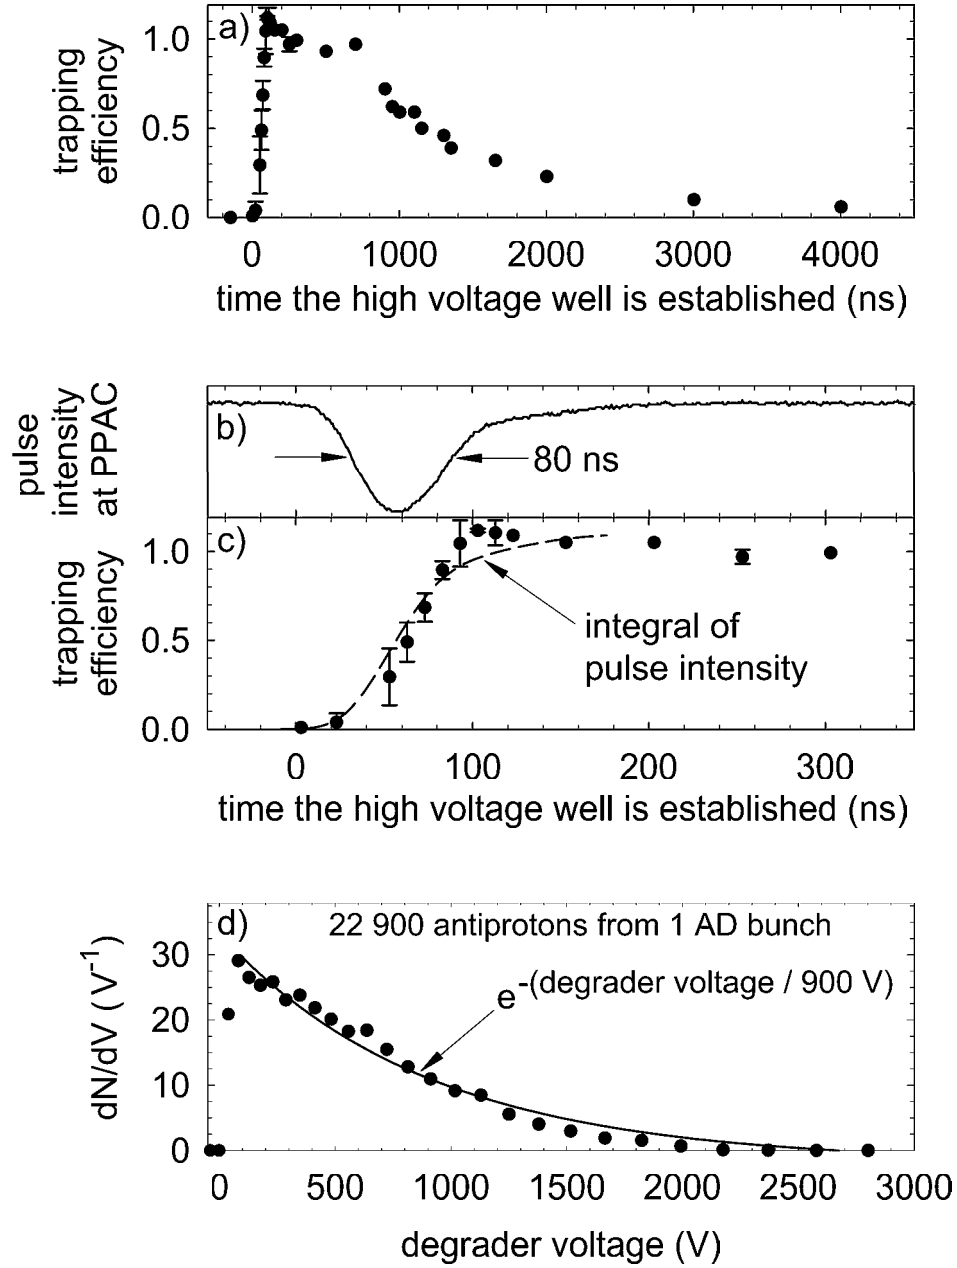 a)
trapping
efficiency
1.0
0.5
0.0
0 1000 2000 3000 4000
time the high voltage well is established (ns)
pulse
intensity
at PPAC
b)
80 ns
trapping
efficiency
c)
1.0
0.5
0.0
integral of
pulse intensity
0 100 200 300
time the high voltage well is established (ns)
d)
22 900 antiprotons from 1 AD bunch
dN/dV (V-1)
30
20
10
0
e-(degrader voltage / 900 V)
0 500 1000 1500 2000 2500 3000
degrader voltage (V)